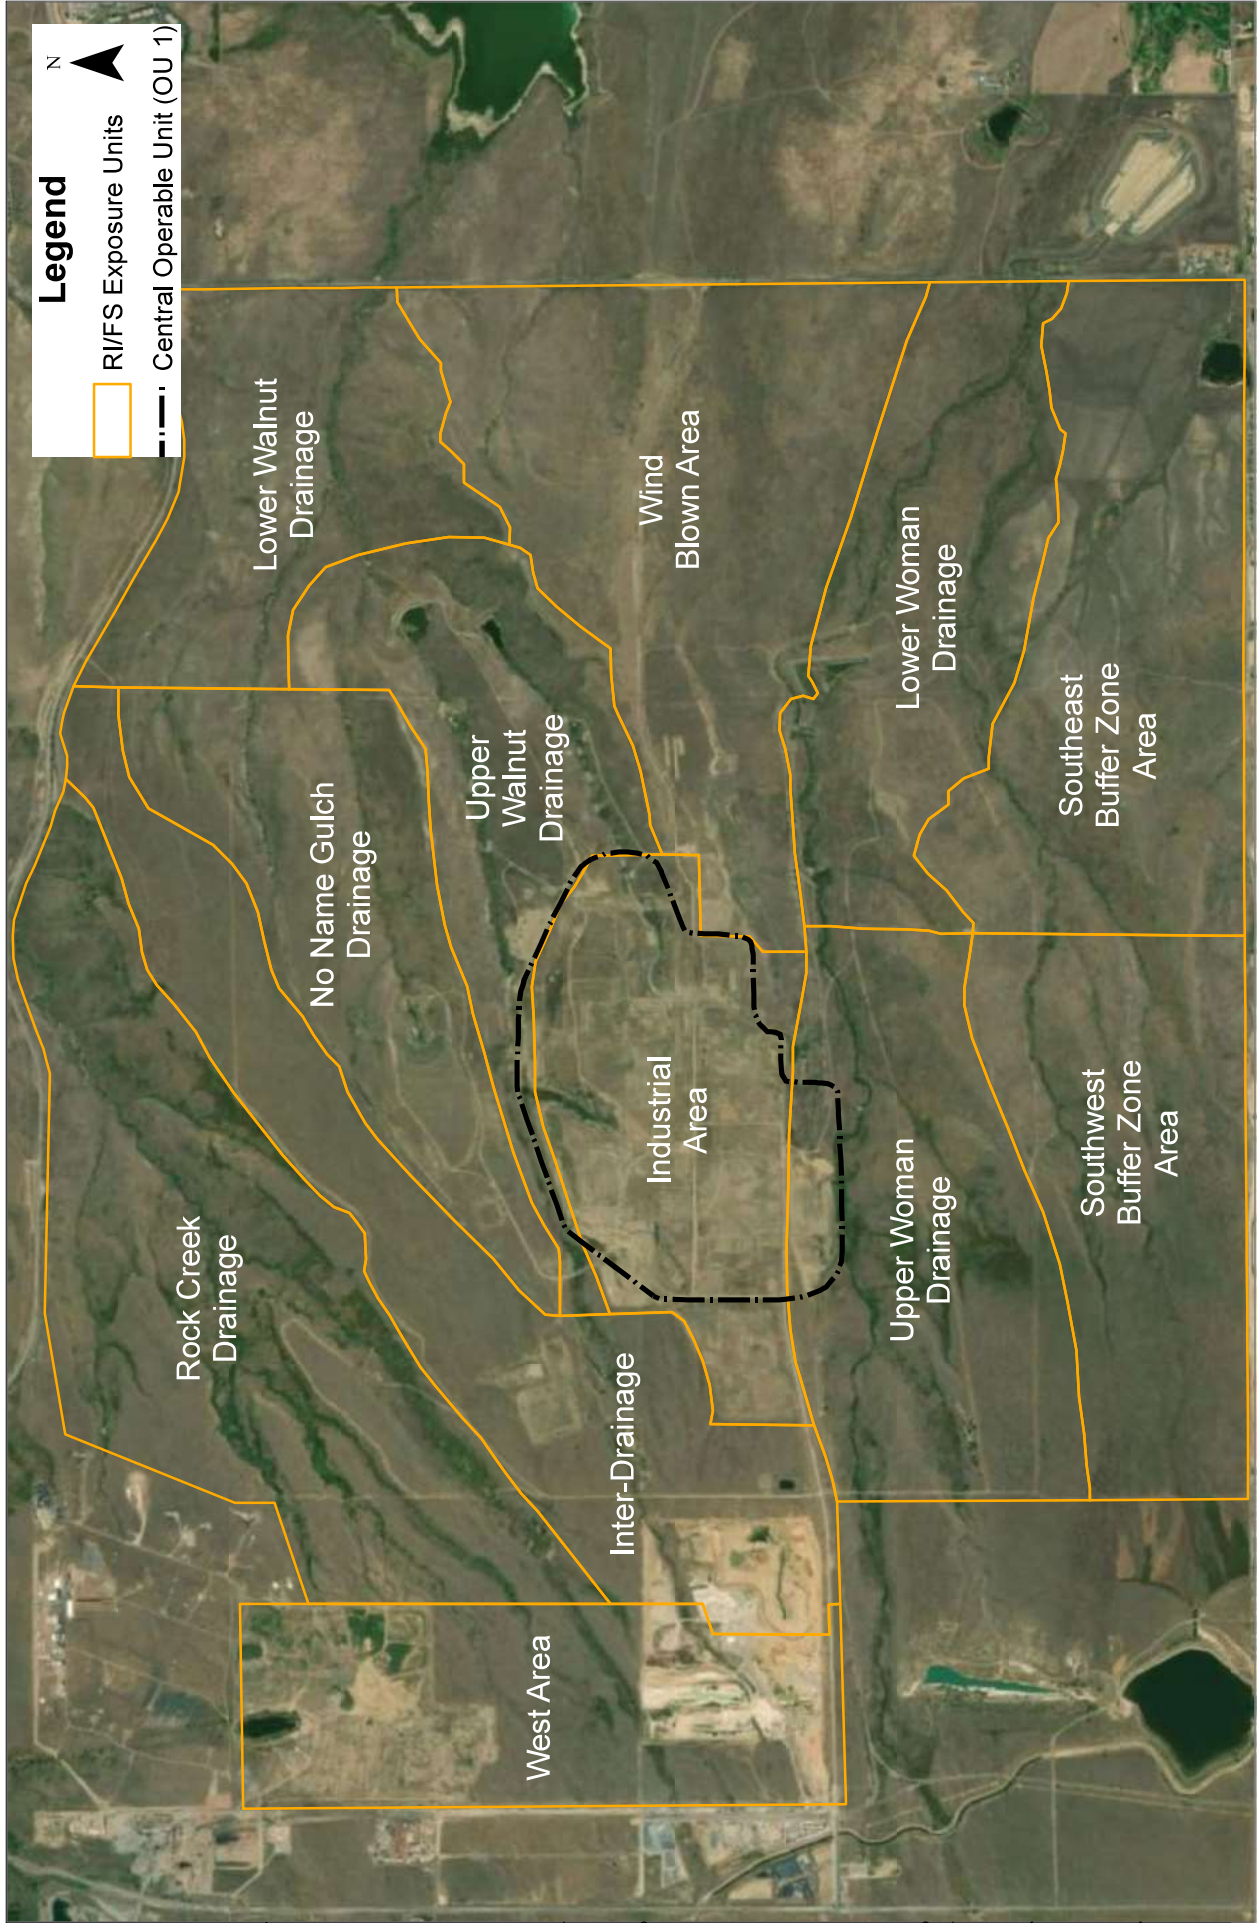 Legend
N
RI/FS Exposure Units
Central Operable Unit (OU 1)
Rock Creek
Drainage
Lower Walnut
Drainage
No Name Gulch
Drainage
Upper
Walnut
Drainage
West Area
Inter-Drainage
Industrial
Area
Wind
Blown Area
Upper Woman
Drainage
Lower Woman
Drainage
Southwest
Buffer Zone
Area
Southeast
Buffer Zone
Area